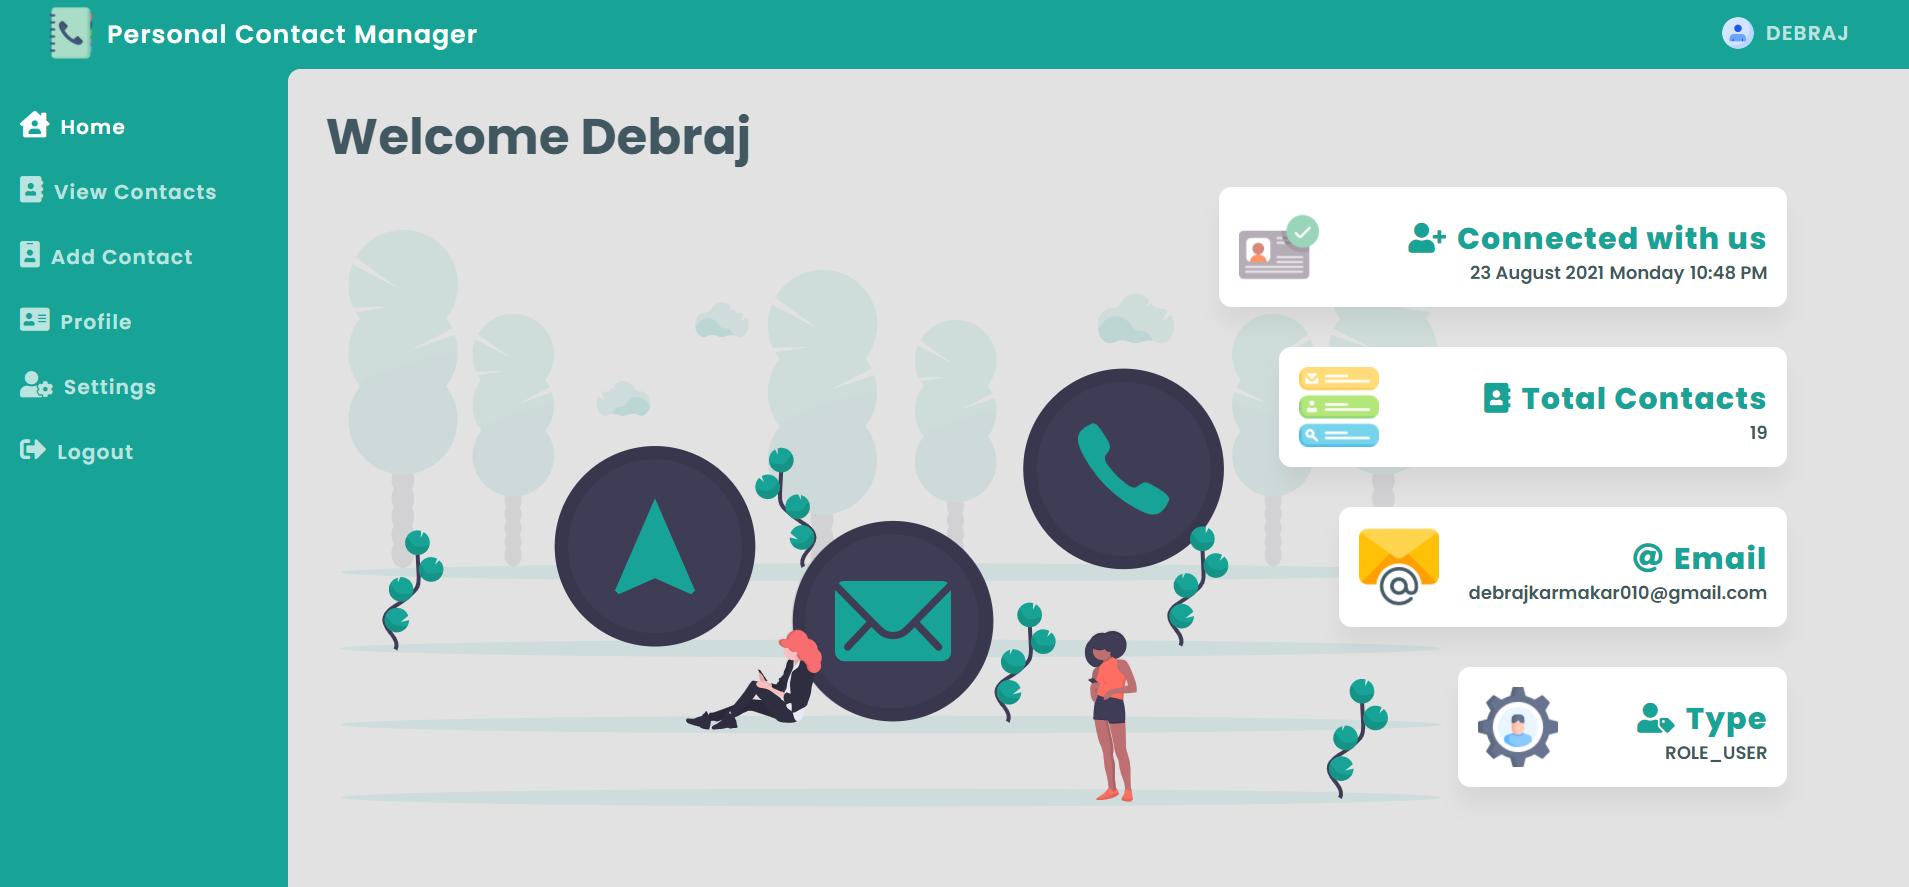 Personal Contact Manager
DEBRAJ
Home
View Contacts
Add Contact
Profile
Settings
Logout
Welcome Debraj
Connected with us
23 August 2021 Monday 10:48 PM
Total Contacts
19
Email
debrajkarmakar010@gmail.com
Type
ROLE_USER